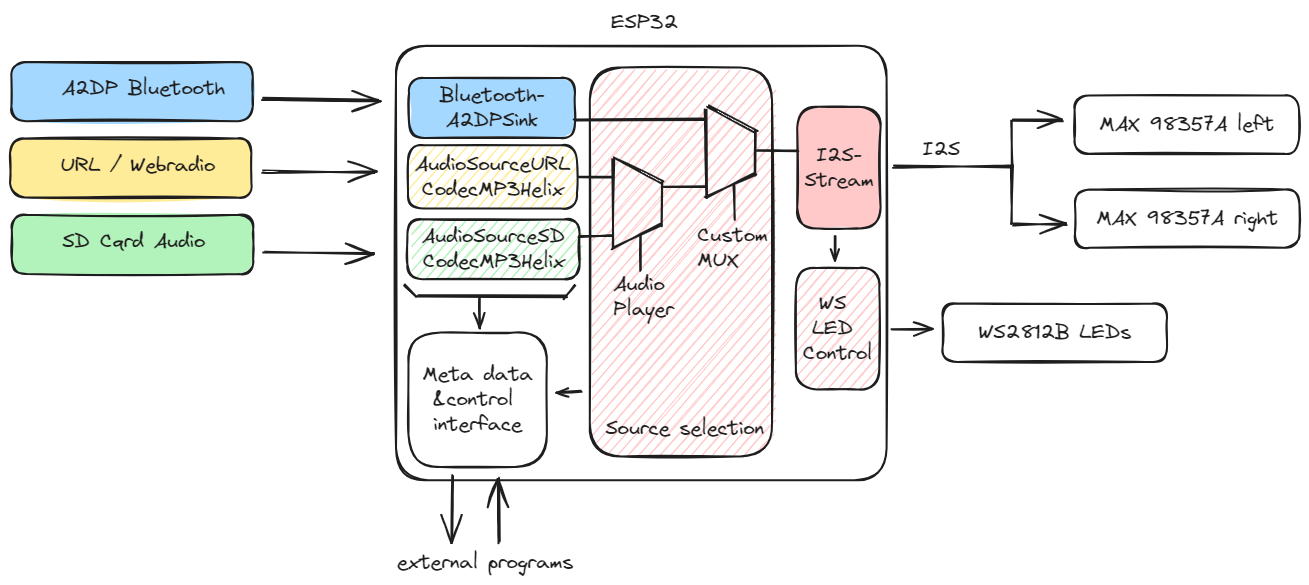 ESP32
A2DP Bluetooth
URL / Webradio
SD Card Audio
Bluetooth-
A2DPSink
AudioSourceURL
CodecMP3Helix
AudioSourceSD
CodecMP3Helix
Audio
Player
Custom
MUX
Source selection
I2S-
Stream
WS
LED
Control
Meta data
&control
interface
I2S
MAX 98357A left
MAX 98357A right
WS2812B LEDs
external programs